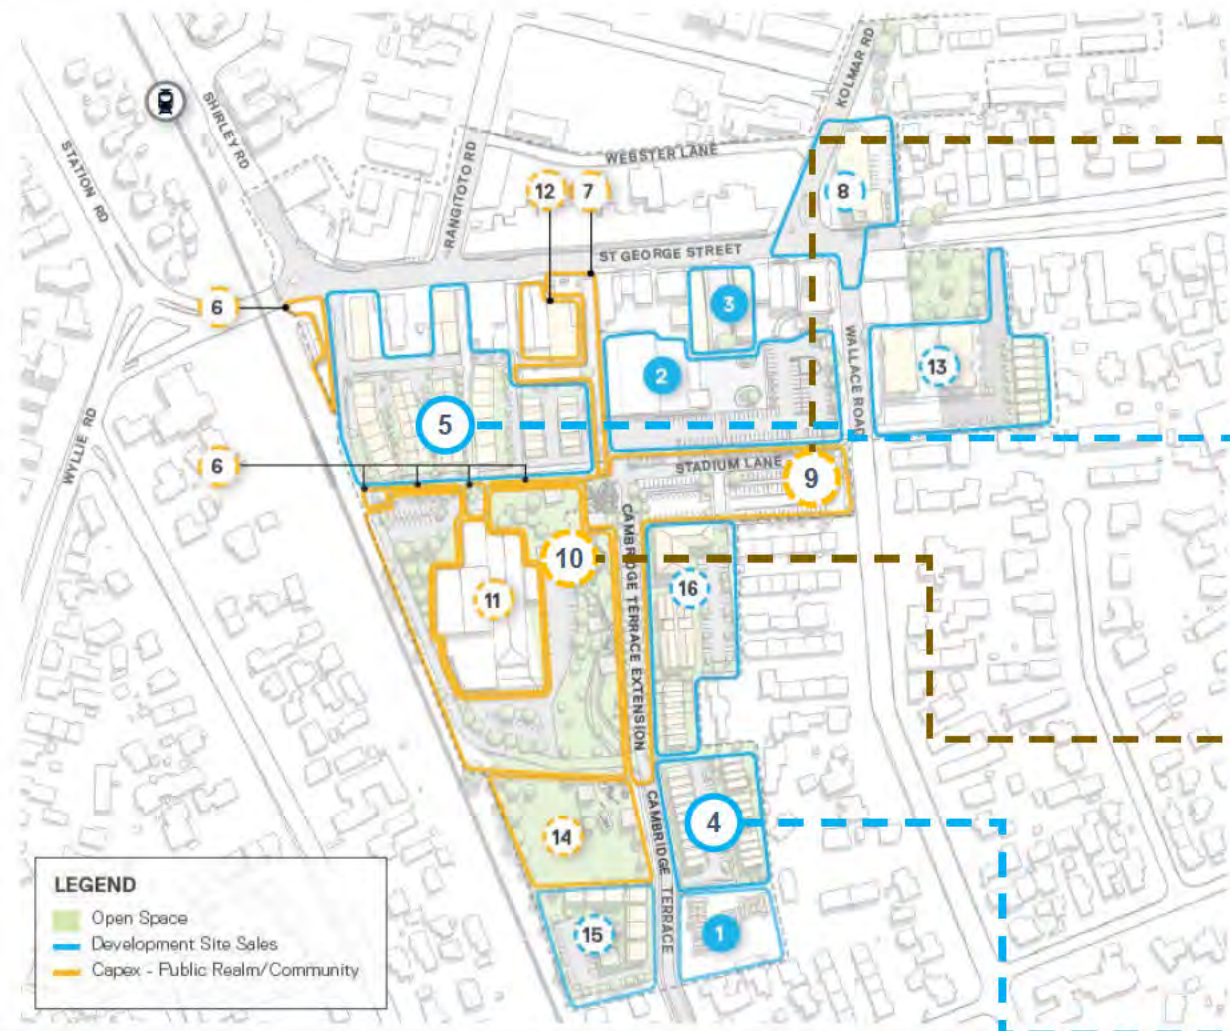 KOLMAR RD
SHIRLEY RD
STATION RD
RANGITOTO RD
WEBSTER LANE
12
7
8
ST GEORGE STREET
6
3
2
WALLACE ROAD
13
5
WYLLIE RD
6
STADIUM LANE
9
CAMBRIDGE TERRACE EXTENSION
10
11
16
CAMBRIDGE TERRACE
4
14
15
1
LEGEND
Open Space
Development Site Sales
Capex - Public Realm/Community